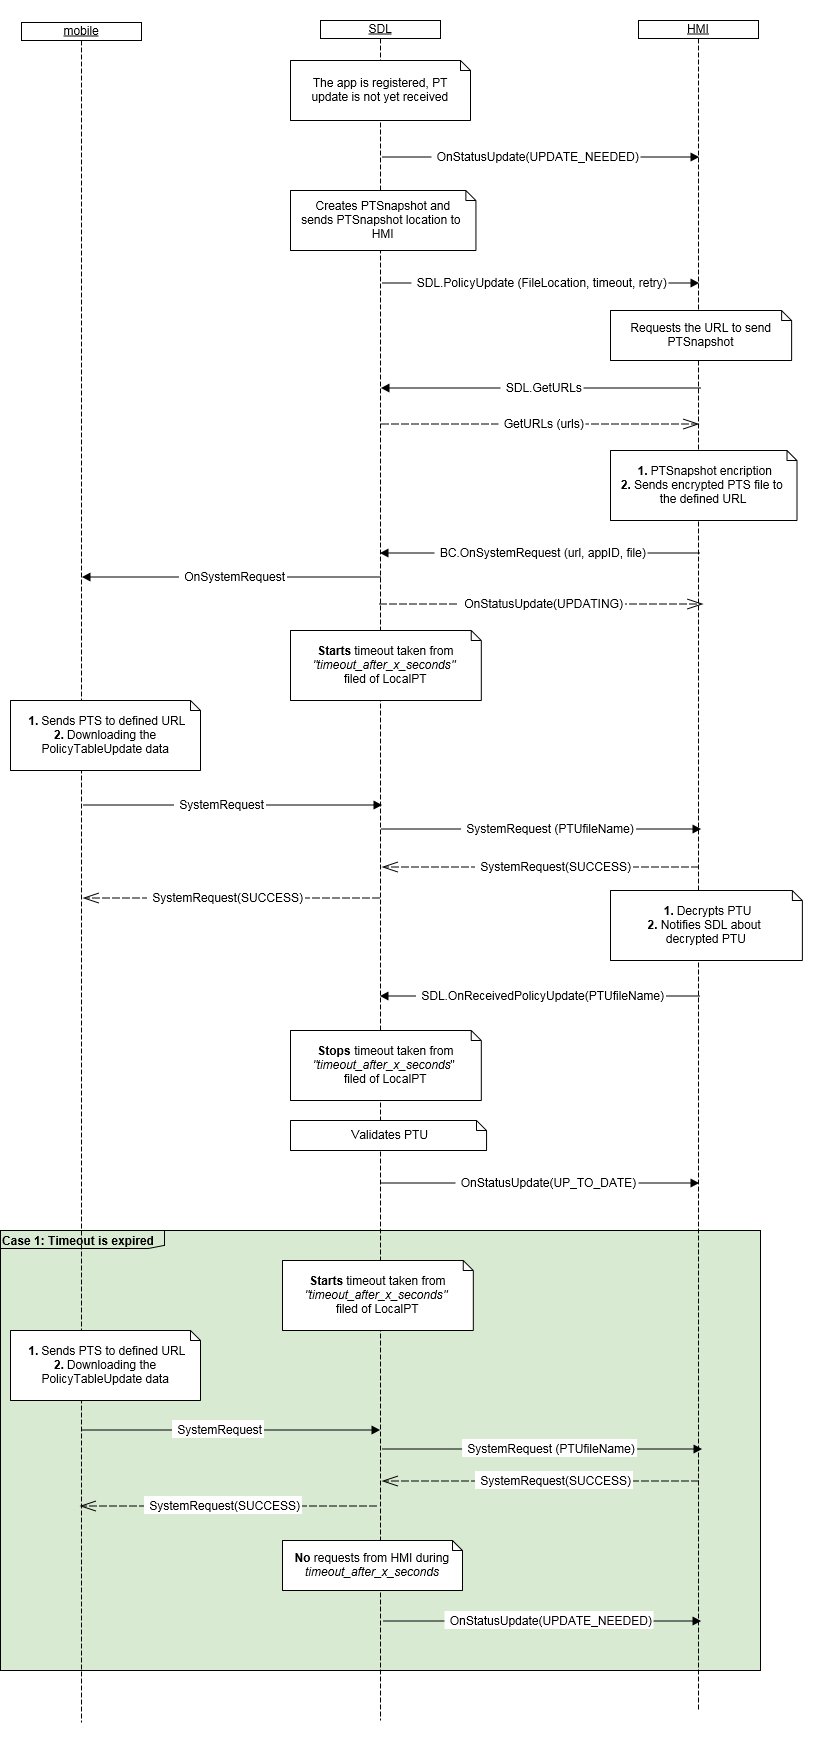 mobile
SDL
HMI
The app is registered, PT
update is not yet received
OnStatusUpdate(UPDATE_NEEDED)
Creates PTSnapshot and
sends PTSnapshot location to
HMI
SDL.PolicyUpdate (FileLocation, timeout, retry)
Requests the URL to send
PTSnapshot
SDL.GetURLs
GetURLs (urls)
1. PTSnapshot encription
2. Sends encrypted PTS file to
the defined URL
BC.OnSystemRequest (url, appID, file)
OnSystemRequest
OnStatusUpdate(UPDATING)
Starts timeout taken from
"timeout_after_x_seconds"
filed of LocalPT
1. Sends PTS to defined URL
2. Downloading the
PolicyTableUpdate data
SystemRequest
SystemRequest (PTUfileName)
SystemRequest(SUCCESS)
SystemRequest(SUCCESS)
1. Decrypts PTU
2. Notifies SDL about
decrypted PTU
SDL.OnReceivedPolicyUpdate(PTUfileName)
Stops timeout taken from
"timeout_after_x_seconds"
filed of LocalPT
Validates PTU
OnStatusUpdate(UP_TO_DATE)
Case 1: Timeout is expired
Starts timeout taken from
"timeout_after_x_seconds"
filed of LocalPT
1. Sends PTS to defined URL
2. Downloading the
PolicyTableUpdate data
SystemRequest
SystemRequest (PTUfileName)
SystemRequest(SUCCESS)
SystemRequest(SUCCESS)
No requests from HMI during
timeout_after_x_seconds
OnStatusUpdate(UPDATE_NEEDED)